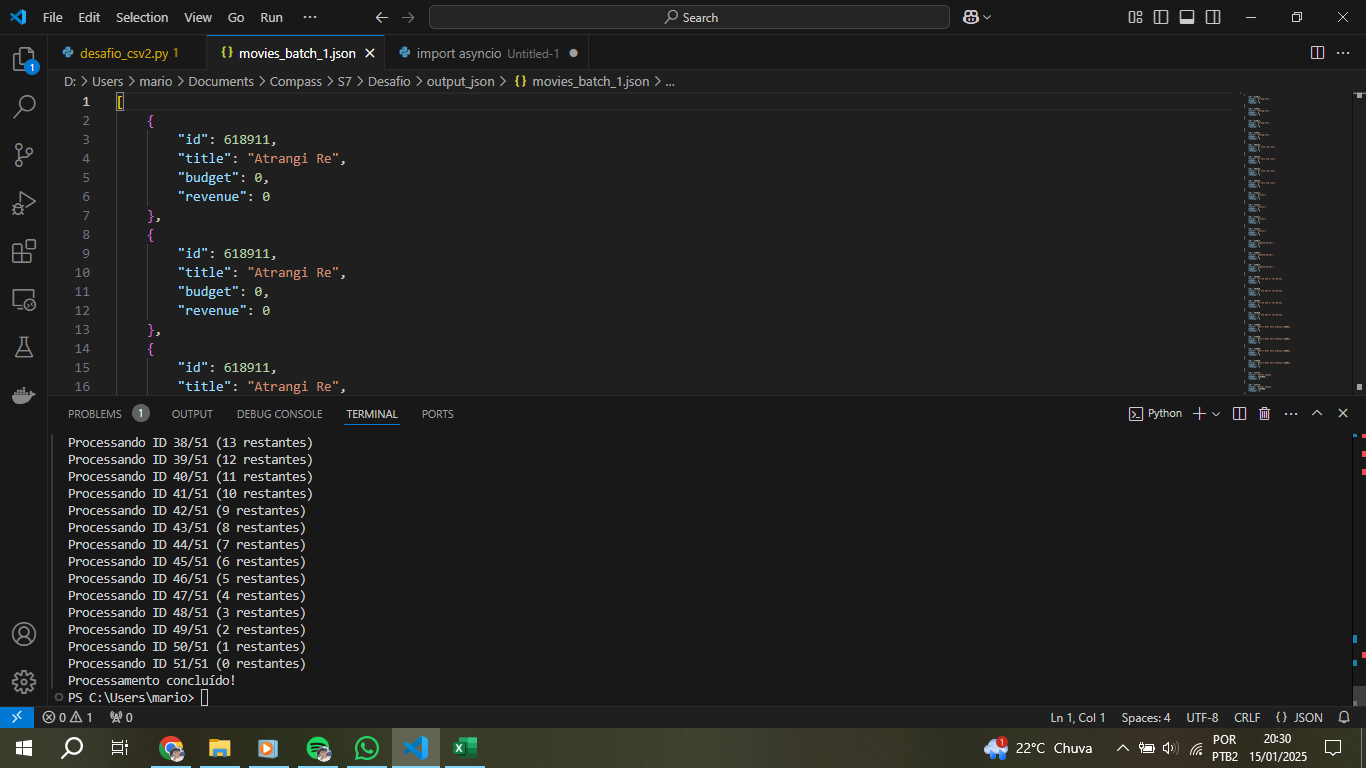 File Edit Selection View Go Run ··· Search
desafio_csv2.py 1 {} movies_batch_1.json import asyncio Untitled-1
D: > Users > mario > Documents > Compass > S7 > Desafio > output_json > {} movies_batch_1.json > ...
1 [
2 {
3 "id": 618911,
4 "title": "Atrangi Re",
5 "budget": 0,
6 "revenue": 0
7 },
8 {
9 "id": 618911,
10 "title": "Atrangi Re",
11 "budget": 0,
12 "revenue": 0
13 },
14 {
15 "id": 618911,
16 "title": "Atrangi Re",
1
PROBLEMS 1 OUTPUT DEBUG CONSOLE TERMINAL PORTS Python
Processando ID 38/51 (13 restantes)
Processando ID 39/51 (12 restantes)
Processando ID 40/51 (11 restantes)
Processando ID 41/51 (10 restantes)
Processando ID 42/51 (9 restantes)
Processando ID 43/51 (8 restantes)
Processando ID 44/51 (7 restantes)
Processando ID 45/51 (6 restantes)
Processando ID 46/51 (5 restantes)
Processando ID 47/51 (4 restantes)
Processando ID 48/51 (3 restantes)
Processando ID 49/51 (2 restantes)
Processando ID 50/51 (1 restantes)
Processando ID 51/51 (0 restantes)
Processamento concluído!
PS C:\Users\mario>
0 1 0 Ln 1, Col 1 Spaces: 4 UTF-8 CRLF {} JSON
1 22°C Chuva POR 20:30
PTB2 15/01/2025